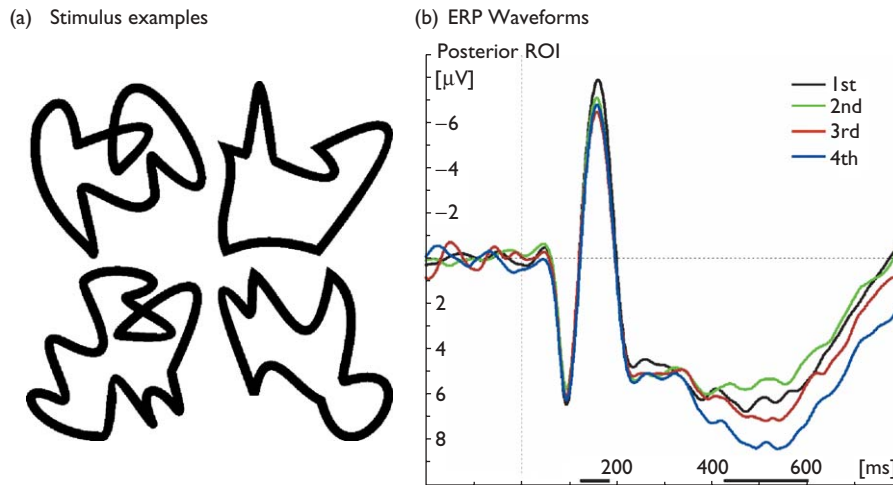 (a) Stimulus examples
(b) ERP Waveforms
Posterior ROI
[µV]
1st
2nd
3rd
4th
−6
−4
−2
2
4
6
8
200 400 600 [ms]